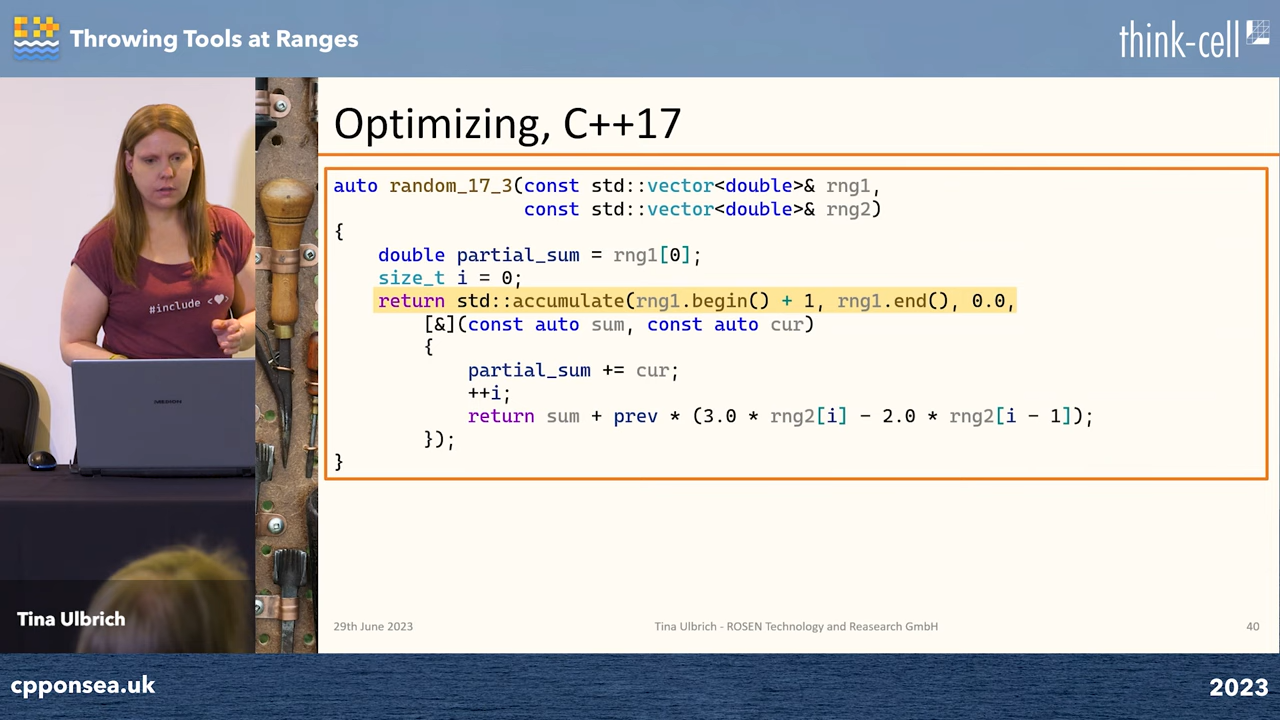 Throwing Tools at Ranges
think-cell
Optimizing, C++17
auto random_17_3(const std::vector<double>& rng1,
const std::vector<double>& rng2)
{
double partial_sum = rng1[0];
size_t i = 0;
return std::accumulate(rng1.begin() + 1, rng1.end(), 0.0,
[&](const auto sum, const auto cur)
{
partial_sum += cur;
++i;
return sum + prev * (3.0 * rng2[i] - 2.0 * rng2[i - 1]);
});
}
#include <♥>
Tina Ulbrich
29th June 2023
Tina Ulbrich - ROSEN Technology and Reasearch GmbH
40
cpponsea.uk
2023